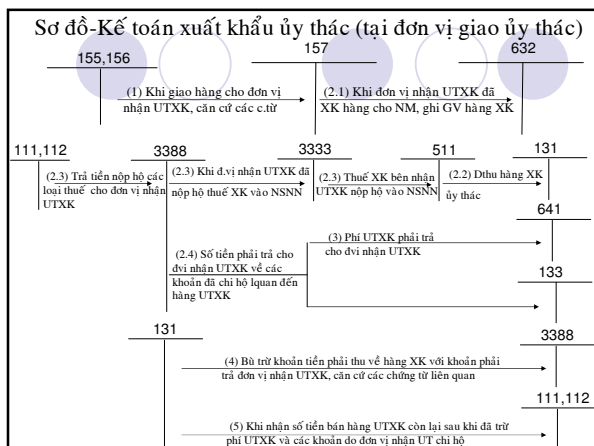 Sơ đồ-Kế toán xuất khẩu ủy thác (tại đơn vị giao ủy thác)
155,156
157
632
(1) Khi giao hàng cho đơn vị
nhận UTXK, căn cứ các c.từ
(2.1) Khi đơn vị nhận UTXK đã
XK hàng cho NM, ghi GV hàng XK
111,112
3388
3333
511
131
(2.3) Trả tiền nộp hộ các
loại thuế cho đơn vị nhận
UTXK
(2.3) Khi đ.vị nhận UTXK đã
nộp hộ thuế XK vào NSNN
(2.3) Thuế XK bên nhận
UTXK nộp hộ vào NSNN
(2.2) Dthu hàng XK
ủy thác
641
(2.4) Số tiền phải trả cho
đvi nhận UTXK về các
khoản đã chi hộ lquan đến
hàng UTXK
(3) Phí UTXK phải trả
cho đvi nhận UTXK
133
131
3388
(4) Bù trừ khoản tiền phải thu về hàng XK với khoản phải
trả đơn vị nhận UTXK, căn cứ các chứng từ liên quan
111,112
(5) Khi nhận số tiền bán hàng UTXK còn lại sau khi đã trừ
phí UTXK và các khoản do đơn vị nhận UT chi hộ